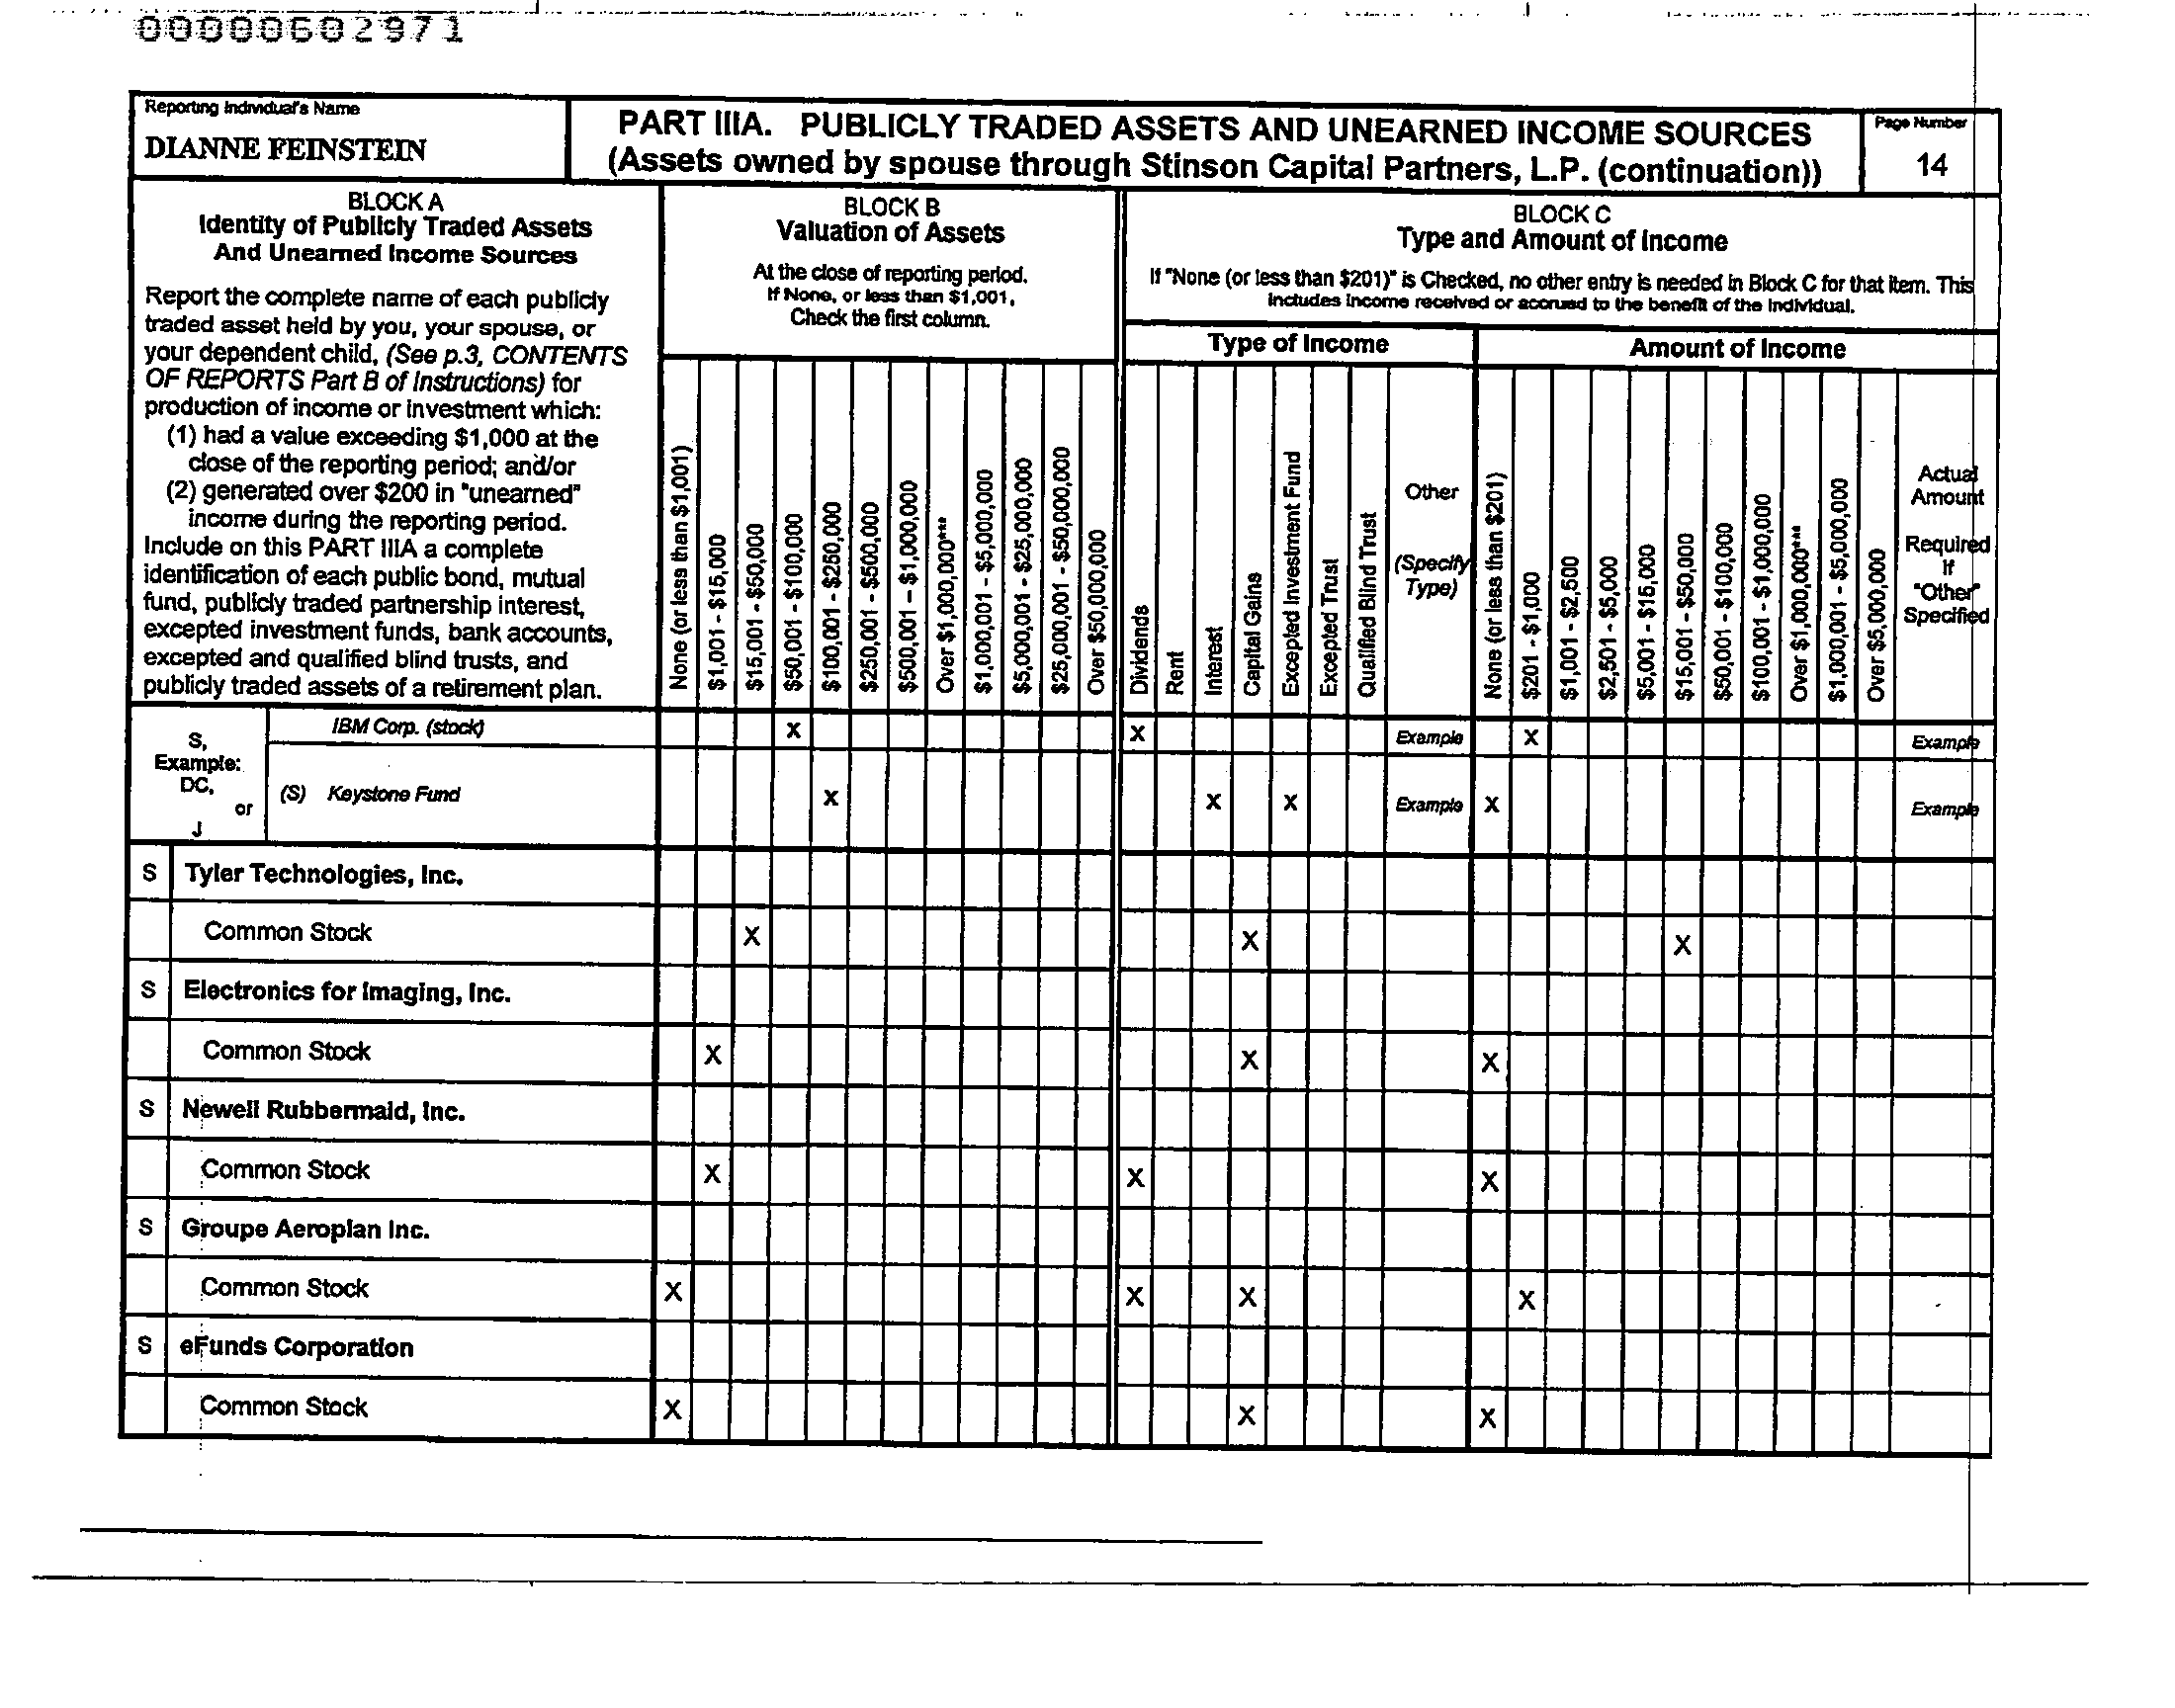 00000602971
Reporting Individual's Name
DIANNE FEINSTEIN
PART IIIA. PUBLICLY TRADED ASSETS AND UNEARNED INCOME SOURCES
(Assets owned by spouse through Stinson Capital Partners, L.P. (continuation))
Page Number
14
BLOCK A
Identity of Publicly Traded Assets
And Unearned Income Sources
Report the complete name of each publicly
traded asset held by you, your spouse, or
your dependent child, (See p.3, CONTENTS
OF REPORTS Part B of Instructions) for
production of income or investment which:
(1) had a value exceeding $1,000 at the
close of the reporting period; and/or
(2) generated over $200 in "unearned"
income during the reporting period.
Include on this PART IIIA a complete
identification of each public bond, mutual
fund, publicly traded partnership interest,
excepted investment funds, bank accounts,
excepted and qualified blind trusts, and
publicly traded assets of a retirement plan.
BLOCK B
Valuation of Assets
At the close of reporting period.
If None, or less than $1,001,
Check the first column.
None (or less than $1,001)
$1,001 - $15,000
$15,001 - $50,000
$50,001 - $100,000
$100,001 - $250,000
$250,001 - $500,000
$500,001 – $1,000,000
Over $1,000,000***
$1,000,001 - $5,000,000
$5,000,001 - $25,000,000
$25,000,001 - $50,000,000
Over $50,000,000
BLOCK C
Type and Amount of Income
If "None (or less than $201)" is Checked, no other entry is needed in Block C for that item. This
includes income received or accrued to the benefit of the individual.
Type of Income
Dividends
Rent
Interest
Capital Gains
Excepted Investment Fund
Excepted Trust
Qualified Blind Trust
Other
(Specify
Type)
Amount of Income
None (or less than $201)
$201 - $1,000
$1,001 - $2,500
$2,501 - $5,000
$5,001 - $15,000
$15,001 - $50,000
$50,001 - $100,000
$100,001 - $1,000,000
Over $1,000,000***
$1,000,001 - $5,000,000
Over $5,000,000
Actual
Amount
Required
If
"Other"
Specified
S,
Example:
DC,
or
J
IBM Corp. (stock) X X Example X Example
(S) Keystone Fund X X X Example X Example
S Tyler Technologies, Inc.
Common Stock X X X
S Electronics for Imaging, Inc.
Common Stock X X X
S Newell Rubbermaid, Inc.
Common Stock X X X
S Groupe Aeroplan Inc.
Common Stock X X X X
S eFunds Corporation
Common Stock X X X